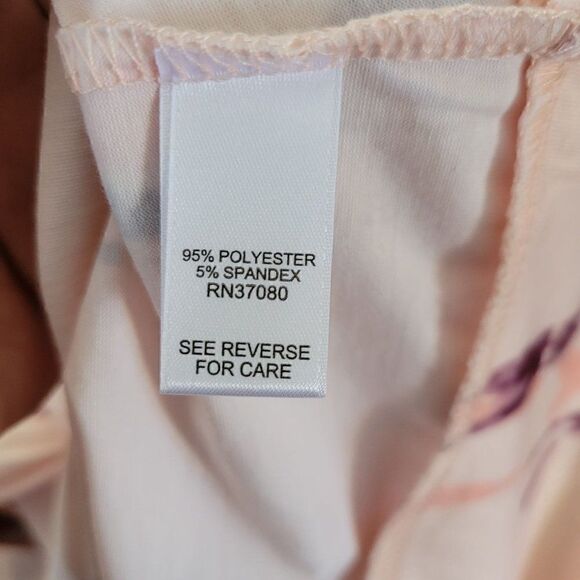 95% POLYESTER
5% SPANDEX
RN37080
SEE REVERSE
FOR CARE